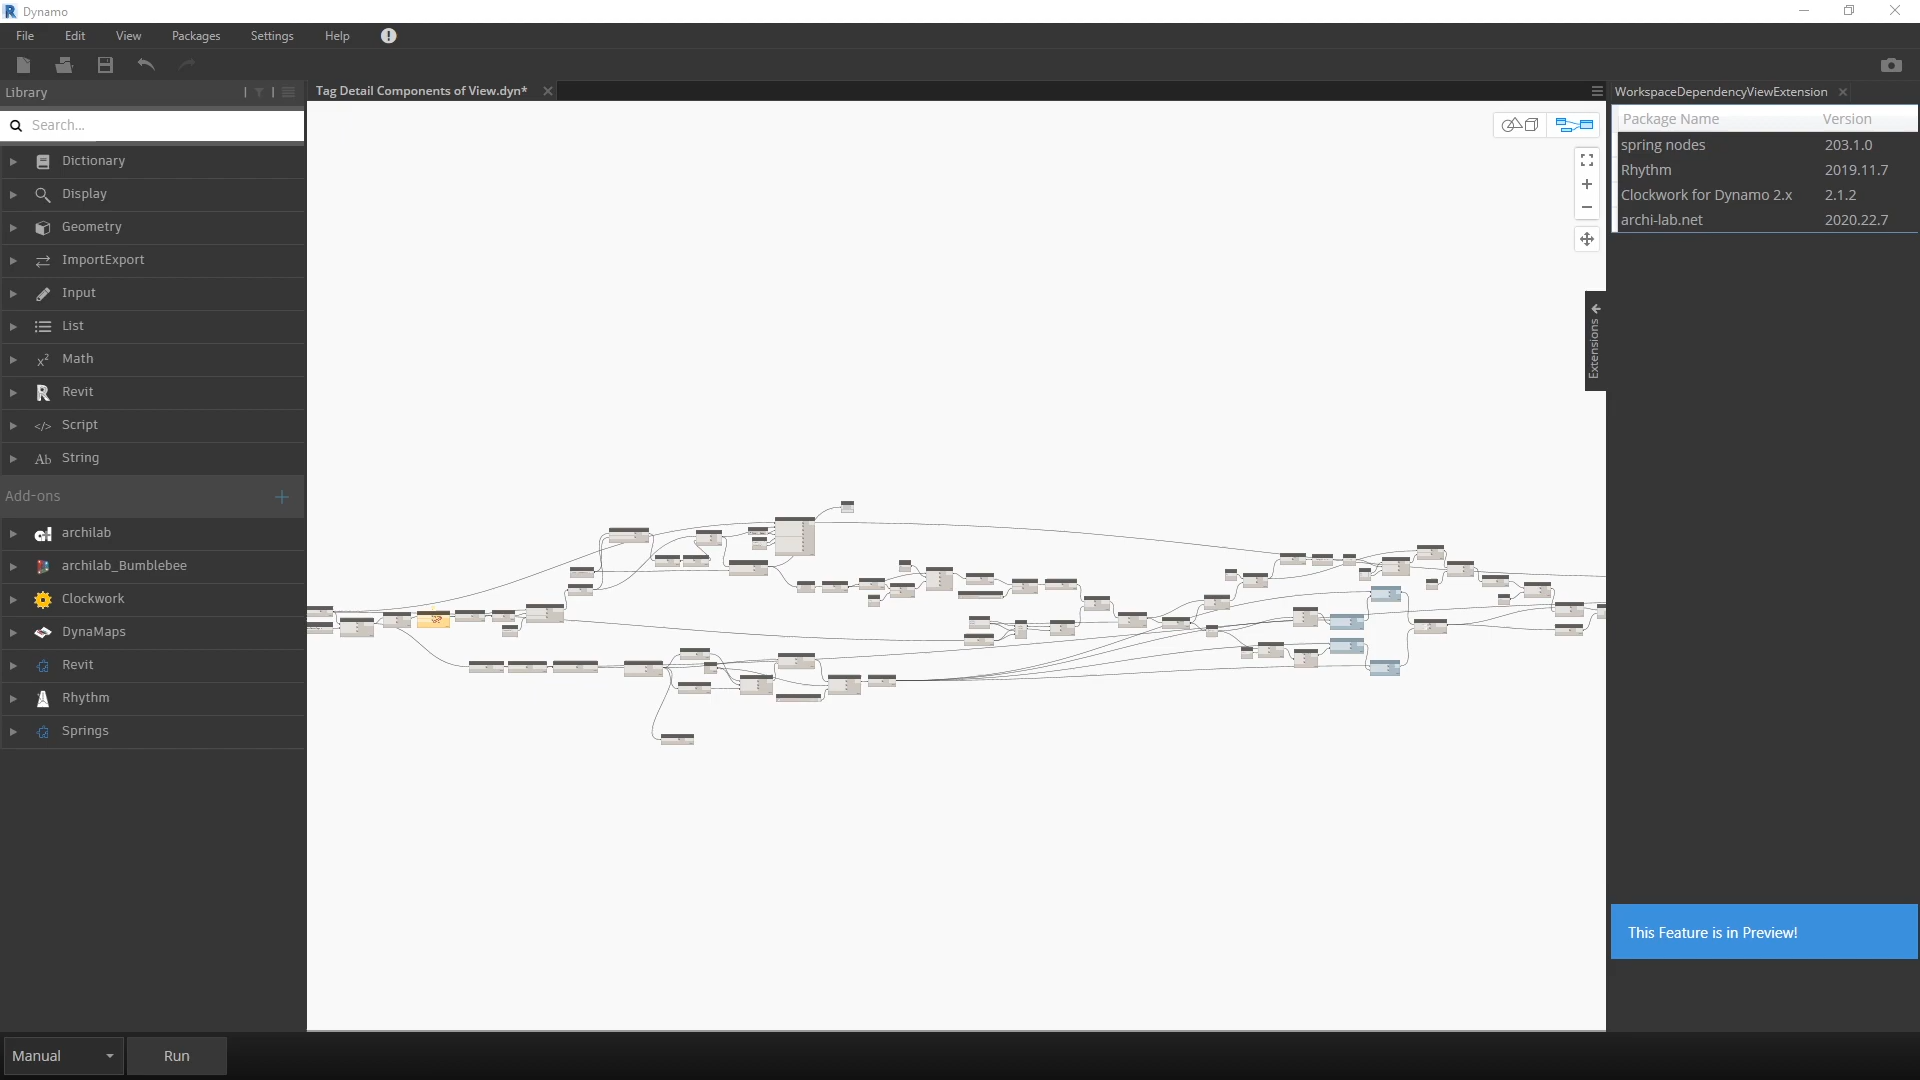 Dynamo
File Edit View Packages Settings Help
Library
Tag Detail Components of View.dyn*
WorkspaceDependencyViewExtension
Search...
Package Name Version
spring nodes 203.1.0
Rhythm 2019.11.7
Clockwork for Dynamo 2.x 2.1.2
archi-lab.net 2020.22.7
Dictionary
Display
Geometry
ImportExport
Input
List
Math
Revit
Script
String
Add-ons
archilab
archilab_Bumblebee
Clockwork
DynaMaps
Revit
Rhythm
Springs
Extensions
This Feature is in Preview!
Manual Run